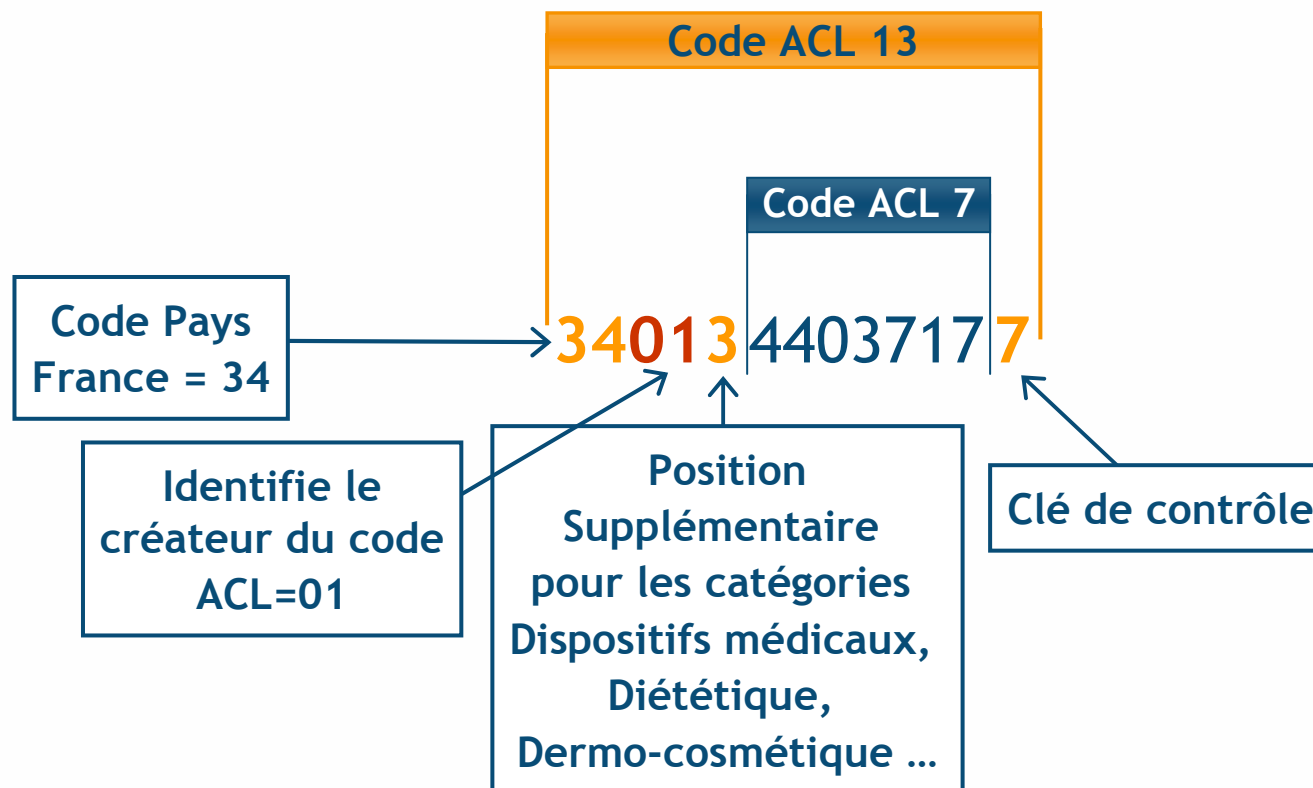 Code ACL 13
Code ACL 7
Code Pays
France = 34
3401344037177
Identifie le
créateur du code
ACL=01
Position
Supplémentaire
pour les catégories
Dispositifs médicaux,
Diététique,
Dermo-cosmétique ...
Clé de contrôle